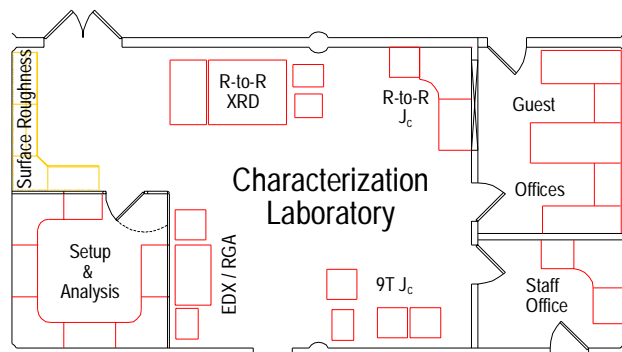 Surface Roughness
R-to-R
XRD
R-to-R
Jc
Guest
Offices
Characterization
Laboratory
Setup
&
Analysis
EDX / RGA
9T Jc
Staff
Office